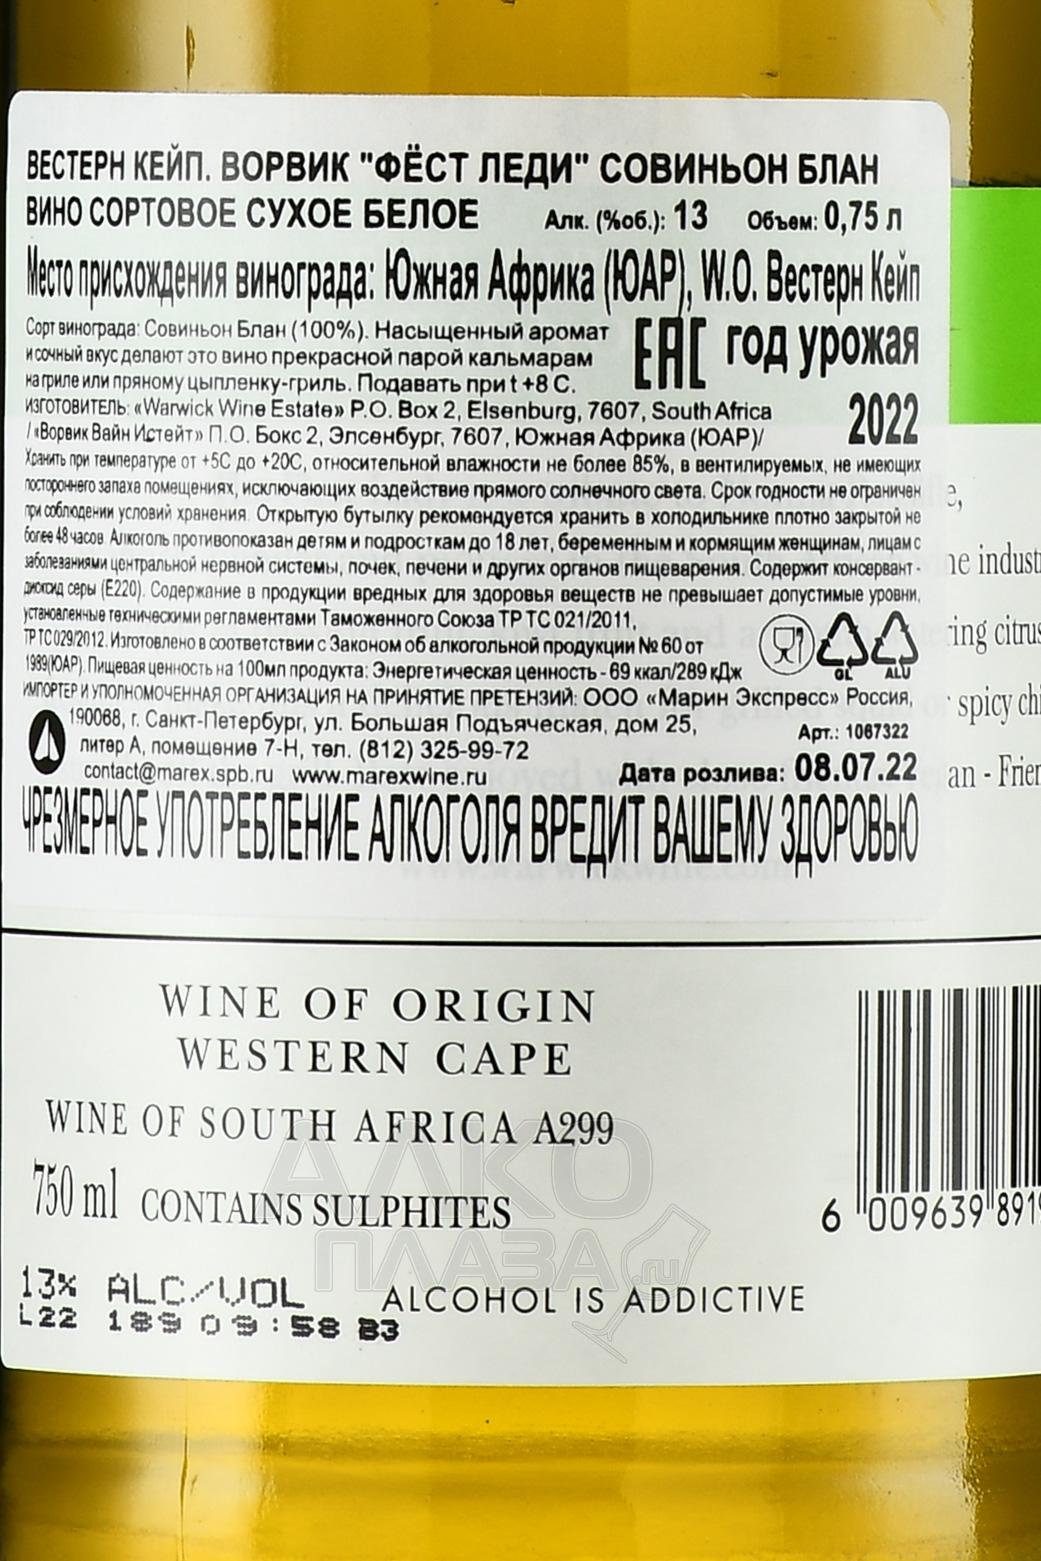 ВЕСТЕРН КЕЙП. ВОРВИК "ФЁСТ ЛЕДИ" СОВИНЬОН БЛАН
ВИНО СОРТОВОЕ СУХОЕ БЕЛОЕ Алк. (%об.): 13 Объем: 0,75 л
Место присхождения винограда: Южная Африка (ЮАР), W.O. Вестерн Кейп
Сорт винограда: Совиньон Блан (100%). Насыщенный аромат
и сочный вкус делают это вино прекрасной парой кальмарам
на гриле или пряному цыпленку-гриль. Подавать при t +8 С.
EAC год урожая
2022
ИЗГОТОВИТЕЛЬ: «Warwick Wine Estate» P.O. Box 2, Elsenburg, 7607, South Africa
/ «Ворвик Вайн Истейт» П.О. Бокс 2, Элсенбург, 7607, Южная Африка (ЮАР)/
Хранить при температуре от +5С до +20С, относительной влажности не более 85%, в вентилируемых, не имеющих
постороннего запаха помещениях, исключающих воздействие прямого солнечного света. Срок годности не ограничен
при соблюдении условий хранения. Открытую бутылку рекомендуется хранить в холодильнике плотно закрытой не
более 48 часов. Алкоголь противопоказан детям и подросткам до 18 лет, беременным и кормящим женщинам, лицам с
заболеваниями центральной нервной системы, почек, печени и других органов пищеварения. Содержит консервант -
диоксид серы (Е220). Содержание в продукции вредных для здоровья веществ не превышает допустимые уровни,
установленные техническими регламентами Таможенного Союза ТР ТС 021/2011,
ТР ТС 029/2012. Изготовлено в соответствии с Законом об алкогольной продукции № 60 от
1989(ЮАР). Пищевая ценность на 100мл продукта: Энергетическая ценность - 69 ккал/289 кДж
GL ALU
ИМПОРТЕР И УПОЛНОМОЧЕННАЯ ОРГАНИЗАЦИЯ НА ПРИНЯТИЕ ПРЕТЕНЗИЙ: ООО «Марин Экспресс» Россия,
190068, г. Санкт-Петербург, ул. Большая Подъяческая, дом 25,
литер А, помещение 7-Н, тел. (812) 325-99-72
contact@marex.spb.ru www.marexwine.ru
Арт.: 1067322
Дата розлива: 08.07.22
ЧРЕЗМЕРНОЕ УПОТРЕБЛЕНИЕ АЛКОГОЛЯ ВРЕДИТ ВАШЕМУ ЗДОРОВЬЮ
ring citrus
spicy chi
an - Frien
WINE OF ORIGIN
WESTERN CAPE
WINE OF SOUTH AFRICA A299
750 ml CONTAINS SULPHITES
6 009639 891
13% ALC/VOL
L22 189 09:58 B3
ALCOHOL IS ADDICTIVE
АЛКО
ПЛАЗА.ru